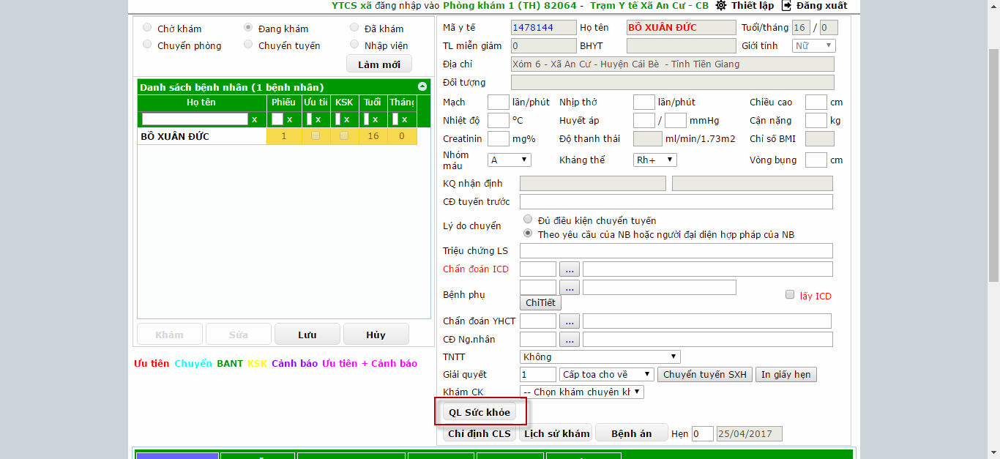 YTCS xã đăng nhập vào Phòng khám 1 (TH) 82064 - Trạm Y tế Xã An Cư - CB Thiết lập Đăng xuất
Chờ khám Đang khám Đã khám
Chuyển phòng Chuyển tuyến Nhập viện
Làm mới
Danh sách bệnh nhân (1 bệnh nhân)
Họ tên Phiếu Ưu tiê KSK Tuổi Tháng
x x x x x x
BỒ XUÂN ĐỨC 1 16 0
Khám Sửa Lưu Hủy
Ưu tiên Chuyển BANT KSK Cảnh báo Ưu tiên + Cảnh báo
Mã y tế 1478144 Họ tên BỒ XUÂN ĐỨC Tuổi/tháng 16 / 0
TL miễn giảm 0 BHYT Giới tính Nữ
Địa chỉ Xóm 6 - Xã An Cư - Huyện Cái Bè - Tỉnh Tiền Giang
Đối tượng
Mạch lần/phút Nhịp thở lần/phút Chiều cao cm
Nhiệt độ °C Huyết áp / mmHg Cận nặng kg
Creatinin mg% Độ thanh thải ml/min/1.73m2 Chỉ số BMI
Nhóm máu A Kháng thể Rh+ Vòng bụng cm
KQ nhận định
CĐ tuyến trước
Lý do chuyển
Đủ điều kiện chuyển tuyến
Theo yêu cầu của NB hoặc người đại diện hợp pháp của NB
Triệu chứng LS
Chẩn đoán ICD ...
Bệnh phụ ... lấy ICD
ChiTiết
Chẩn đoán YHCT ...
CĐ Ng.nhân ...
TNTT Không
Giải quyết 1 Cấp toa cho về Chuyển tuyến SXH In giấy hẹn
Khám CK -- Chọn khám chuyên kh
QL Sức khỏe
Chỉ định CLS Lịch sử khám Bệnh án Hẹn 0 25/04/2017